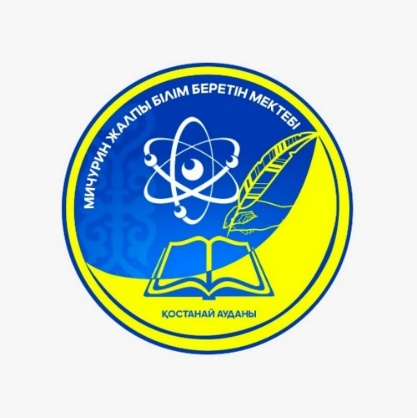 МИЧУРИН ЖАЛПЫ БІЛІМ БЕРЕТІН МЕКТЕБІ
ҚОСТАНАЙ АУДАНЫ